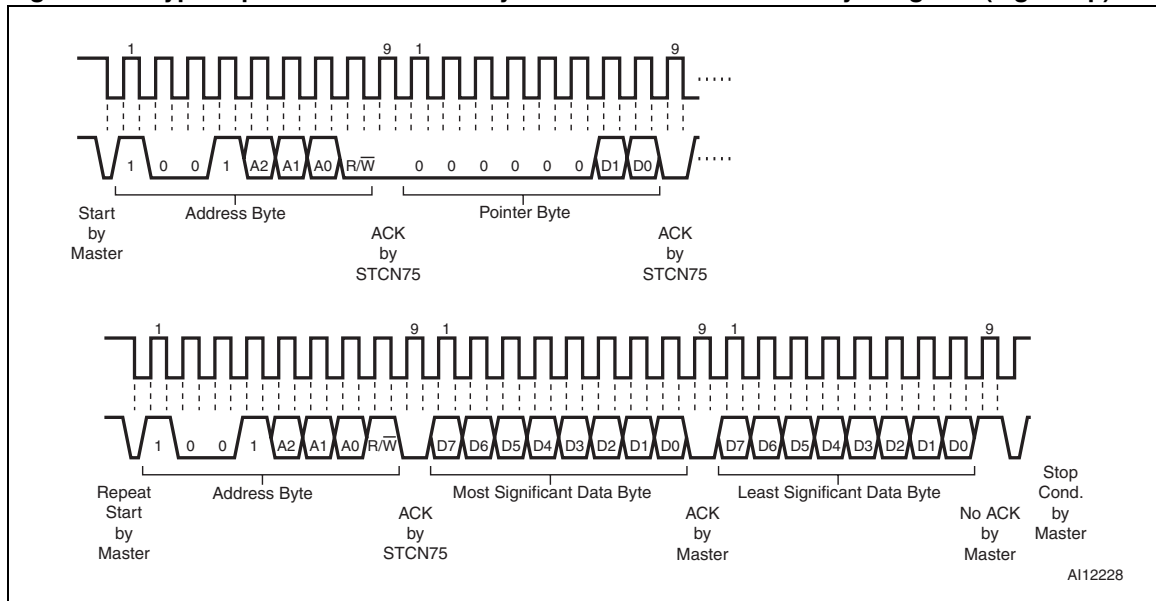 1 9 1 9
1 0 0 1 A2 A1 A0 R/W̅ 0 0 0 0 0 0 D1 D0
Address Byte Pointer Byte
Start
by
Master
ACK
by
STCN75
ACK
by
STCN75
1 9 1 9 1 9
1 0 0 1 A2 A1 A0 R/W̅ D7 D6 D5 D4 D3 D2 D1 D0 D7 D6 D5 D4 D3 D2 D1 D0
Address Byte Most Significant Data Byte Least Significant Data Byte
Repeat
Start
by
Master
ACK
by
STCN75
ACK
by
Master
No ACK
by
Master
Stop
Cond.
by
Master
AI12228